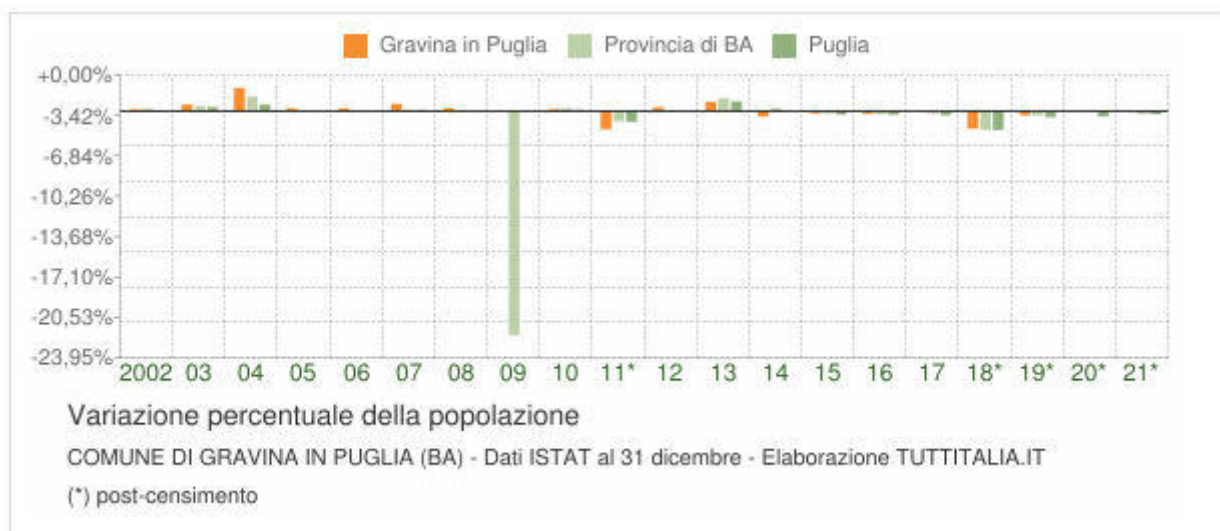 Gravina in Puglia Provincia di BA Puglia
+0,00%
-3,42%
-6,84%
-10,26%
-13,68%
-17,10%
-20,53%
-23,95%
2002 03 04 05 06 07 08 09 10 11* 12 13 14 15 16 17 18* 19* 20* 21*
Variazione percentuale della popolazione
COMUNE DI GRAVINA IN PUGLIA (BA) - Dati ISTAT al 31 dicembre - Elaborazione TUTTITALIA.IT
(*) post-censimento